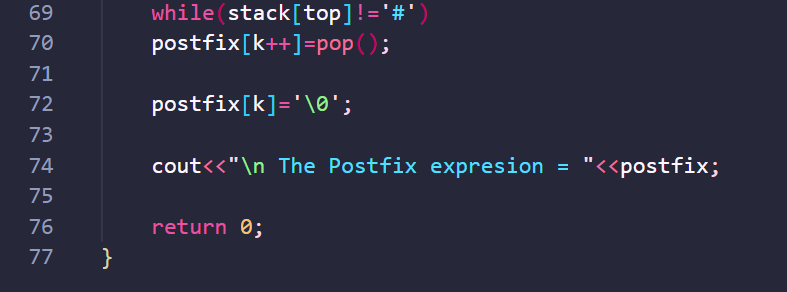 69 while(stack[top]!='#')
70 postfix[k++]=pop();
71
72 postfix[k]='\0';
73
74 cout<<"\n The Postfix expresion = "<<postfix;
75
76 return 0;
77 }